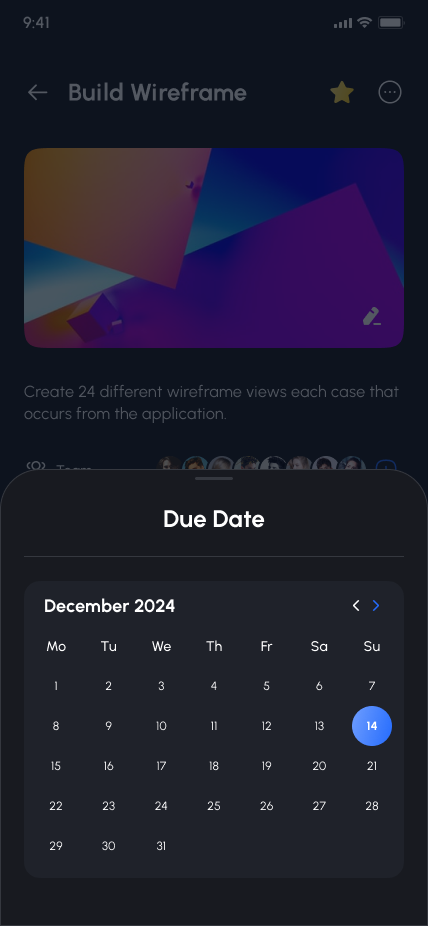 9:41
Build Wireframe
Create 24 different wireframe views each case that
occurs from the application.
Team
Due Date
December 2024
Mo Tu We Th Fr Sa Su
1 2 3 4 5 6 7
8 9 10 11 12 13 14
15 16 17 18 19 20 21
22 23 24 25 26 27 28
29 30 31